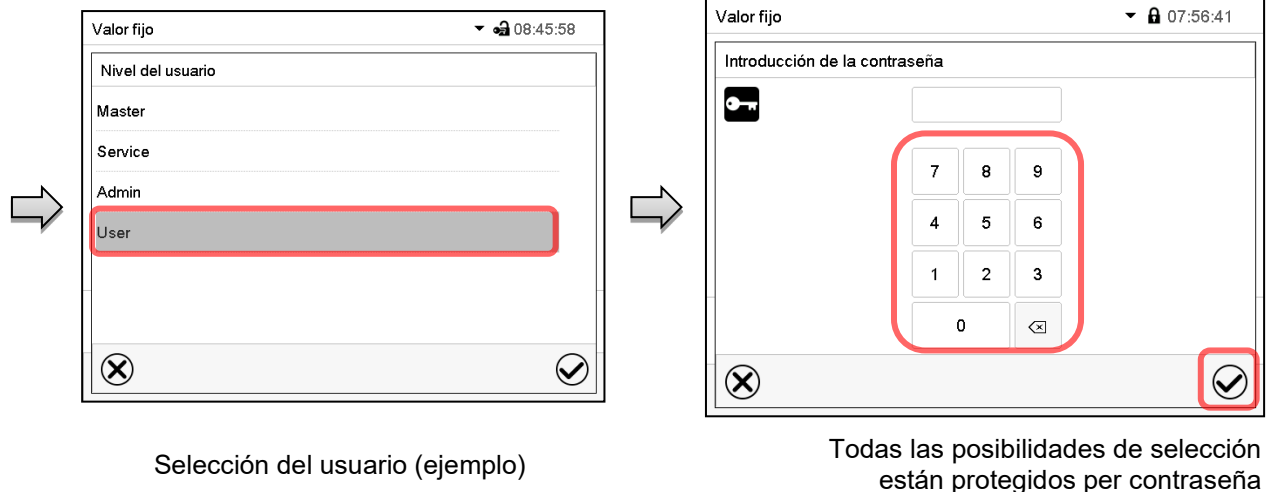 Valor fijo
08:45:58
Nivel del usuario
Master
Service
Admin
User
Selección del usuario (ejemplo)
Valor fijo
07:56:41
Introducción de la contraseña
7 8 9
4 5 6
1 2 3
0
Todas las posibilidades de selección
están protegidos per contraseña